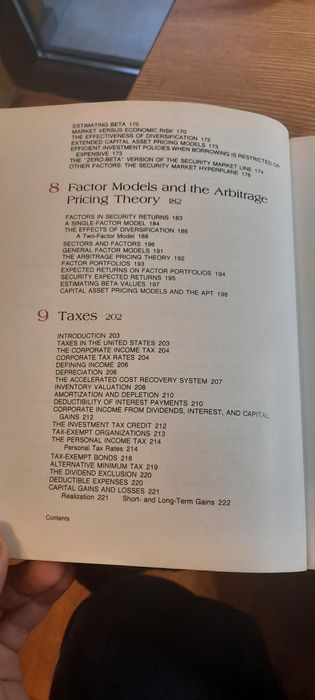 ESTIMATING BETA 170
MARKET VERSUS ECONOMIC RISK 170
THE EFFECTIVENESS OF DIVERSIFICATION 172
EXTENDED CAPITAL ASSET PRICING MODELS 173
EFFICIENT INVESTMENT POLICIES WHEN BORROWING IS RESTRICTED OR
EXPENSIVE 173
THE "ZERO-BETA" VERSION OF THE SECURITY MARKET LINE 174
OTHER FACTORS: THE SECURITY MARKET HYPERPLANE 176
8 Factor Models and the Arbitrage
Pricing Theory 182
FACTORS IN SECURITY RETURNS 183
A SINGLE-FACTOR MODEL 184
THE EFFECTS OF DIVERSIFICATION 186
A Two-Factor Model 188
SECTORS AND FACTORS 196
GENERAL FACTOR MODELS 191
THE ARBITRAGE PRICING THEORY 192
FACTOR PORTFOLIOS 193
EXPECTED RETURNS ON FACTOR PORTFOLIOS 194
SECURITY EXPECTED RETURNS 195
ESTIMATING BETA VALUES 197
CAPITAL ASSET PRICING MODELS AND THE APT 198
9 Taxes 202
INTRODUCTION 203
TAXES IN THE UNITED STATES 203
THE CORPORATE INCOME TAX 204
CORPORATE TAX RATES 204
DEFINING INCOME 206
DEPRECIATION 206
THE ACCELERATED COST RECOVERY SYSTEM 207
INVENTORY VALUATION 208
AMORTIZATION AND DEPLETION 210
DEDUCTIBILITY OF INTEREST PAYMENTS 210
CORPORATE INCOME FROM DIVIDENDS, INTEREST, AND CAPITAL
GAINS 212
THE INVESTMENT TAX CREDIT 212
TAX-EXEMPT ORGANIZATIONS 213
THE PERSONAL INCOME TAX 214
Personal Tax Rates 214
TAX-EXEMPT BONDS 218
ALTERNATIVE MINIMUM TAX 219
THE DIVIDEND EXCLUSION 220
DEDUCTIBLE EXPENSES 220
CAPITAL GAINS AND LOSSES 221
Realization 221 Short- and Long-Term Gains 222
Contents